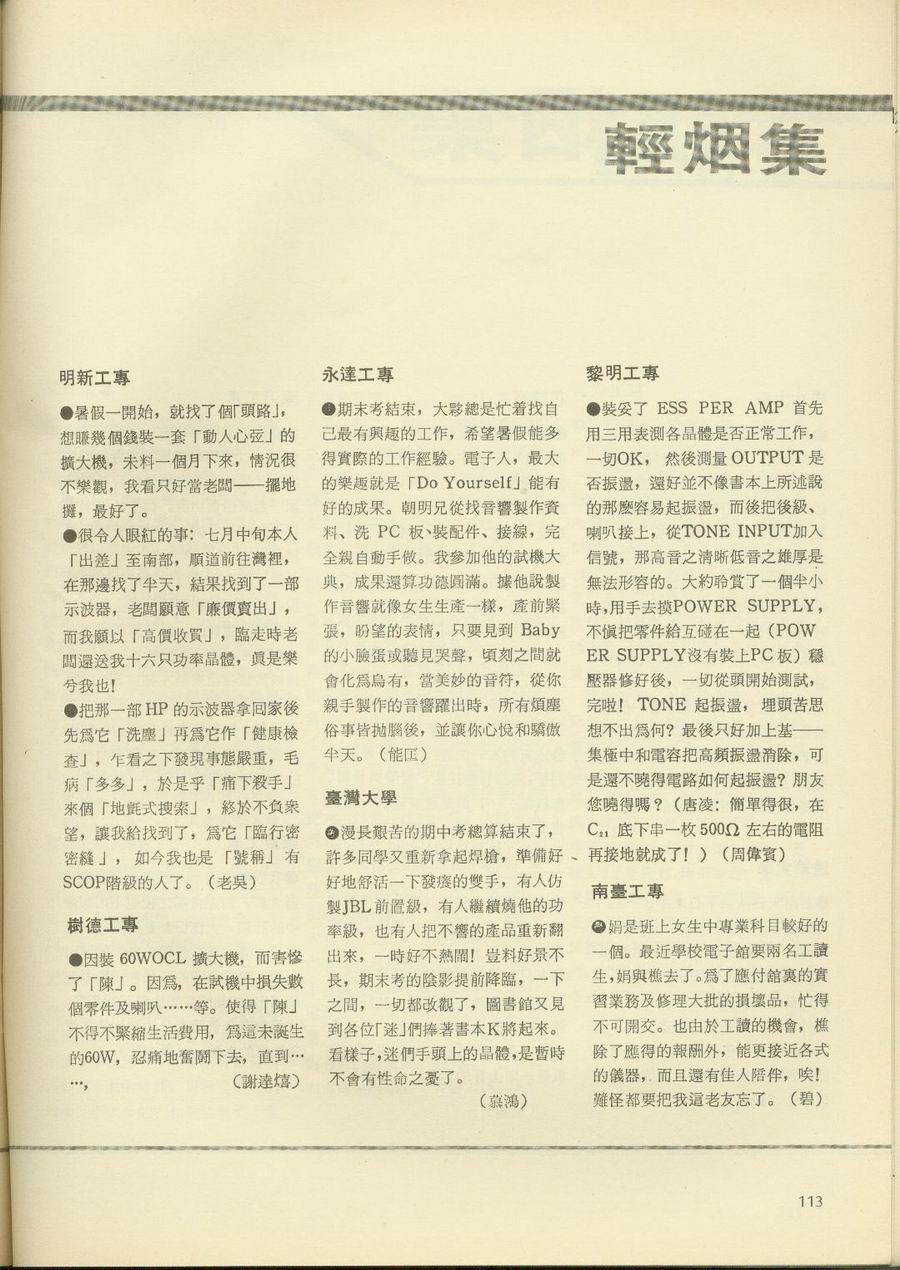 輕烟集
明新工專
●暑假一開始，就找了個「頭路」，
想賺幾個錢裝一套「動人心弦」的
擴大機，未料一個月下來，情況很
不樂觀，我看只好當老闆——擺地
攤，最好了。
●很令人眼紅的事：七月中旬本人
「出差」至南部，順道前往灣裡，
在那邊找了半天，結果找到了一部
示波器，老闆願意「廉價賣出」，
而我願以「高價收買」，臨走時老
闆還送我十六只功率晶體，眞是樂
兮我也！
●把那一部 HP 的示波器拿回家後
先爲它「洗塵」再爲它作「健康檢
查」，乍看之下發現事態嚴重，毛
病「多多」，於是乎「痛下殺手」
來個「地毡式搜索」，終於不負衆
望，讓我給找到了，爲它「臨行密
密縫」，如今我也是「號稱」有
SCOP階級的人了。（老吳）
樹德工專
●因裝 60WOCL 擴大機，而害慘
了「陳」。因爲，在試機中損失數
個零件及喇叭……等。使得「陳」
不得不緊縮生活費用，爲這未誕生
的60W，忍痛地奮鬪下去，直到…
…，（謝達熺）
永達工專
●期末考結束，大夥總是忙着找自
己最有興趣的工作，希望暑假能多
得實際的工作經驗。電子人，最大
的樂趣就是「Do Yourself」能有
好的成果。朝明兄從找音響製作資
料、洗 PC 板、裝配件、接線，完
全親自動手做。我參加他的試機大
典，成果還算功德圓滿。據他說製
作音響就像女生生產一樣，產前緊
張，盼望的表情，只要見到 Baby
的小臉蛋或聽見哭聲，頃刻之間就
會化爲烏有，當美妙的音符，從你
親手製作的音響躍出時，所有煩塵
俗事皆拋腦後，並讓你心悅和驕傲
半天。（能匡）
臺灣大學
●漫長艱苦的期中考總算結束了，
許多同學又重新拿起焊槍，準備好
好地舒活一下發癢的雙手，有人仿
製JBL前置級，有人繼續燒他的功
率級，也有人把不響的產品重新翻
出來，一時好不熱鬧！豈料好景不
長，期末考的陰影提前降臨，一下
之間，一切都改觀了，圖書館又見
到各位「迷」們捧著書本K將起來。
看樣子，迷們手頭上的晶體，是暫時
不會有性命之憂了。
（慕鴻）
黎明工專
●裝妥了 ESS PER AMP 首先
用三用表測各晶體是否正常工作，
一切OK，然後測量 OUTPUT 是
否振盪，還好並不像書本上所述說
的那麽容易起振盪，而後把後級、
喇叭接上，從TONE INPUT加入
信號，那高音之清晰低音之雄厚是
無法形容的。大約聆賞了一個半小
時，用手去摸POWER SUPPLY，
不愼把零件給互碰在一起（POW
ER SUPPLY沒有裝上PC板）穩
壓器修好後，一切從頭開始測試，
完啦！ TONE 起振盪，埋頭苦思
想不出爲何？最後只好加上基——
集極中和電容把高頻振盪消除，可
是還不曉得電路如何起振盪？朋友
您曉得嗎？（唐凌：簡單得很，在
C₂₁ 底下串一枚 500Ω 左右的電阻
再接地就成了！）（周偉賓）
南臺工專
●娟是班上女生中專業科目較好的
一個。最近學校電子舘要兩名工讀
生，娟與樵去了。爲了應付舘裏的實
習業務及修理大批的損壞品，忙得
不可開交。也由於工讀的機會，樵
除了應得的報酬外，能更接近各式
的儀器，而且還有佳人陪伴，唉！
難怪都要把我這老友忘了。（碧）
113